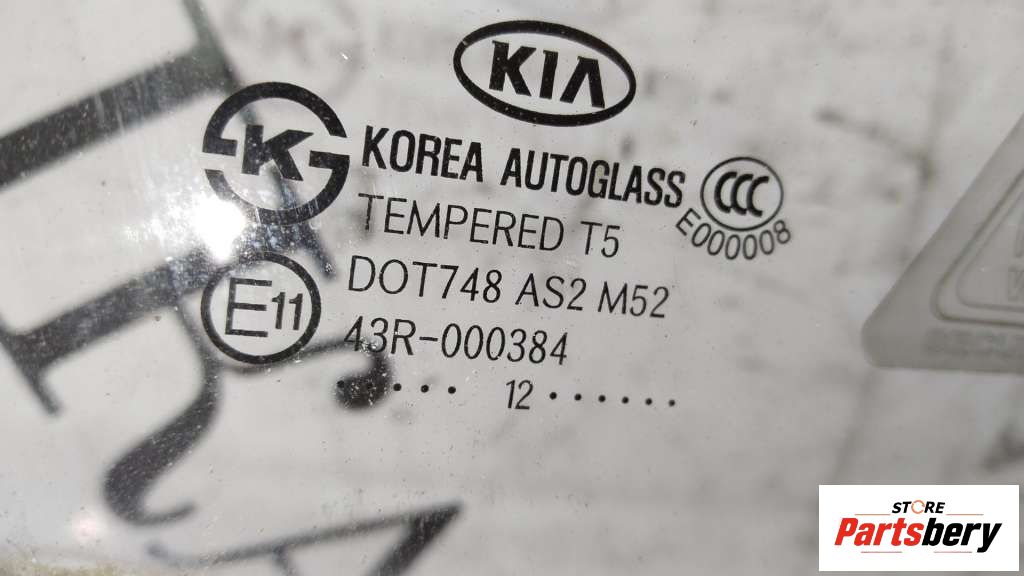 KIA
K
KOREA AUTOGLASS
CCC
E000008
TEMPERED T5
DOT748 AS2 M52
E11
43R-000384
..... 12 ......
STORE
Partsbery